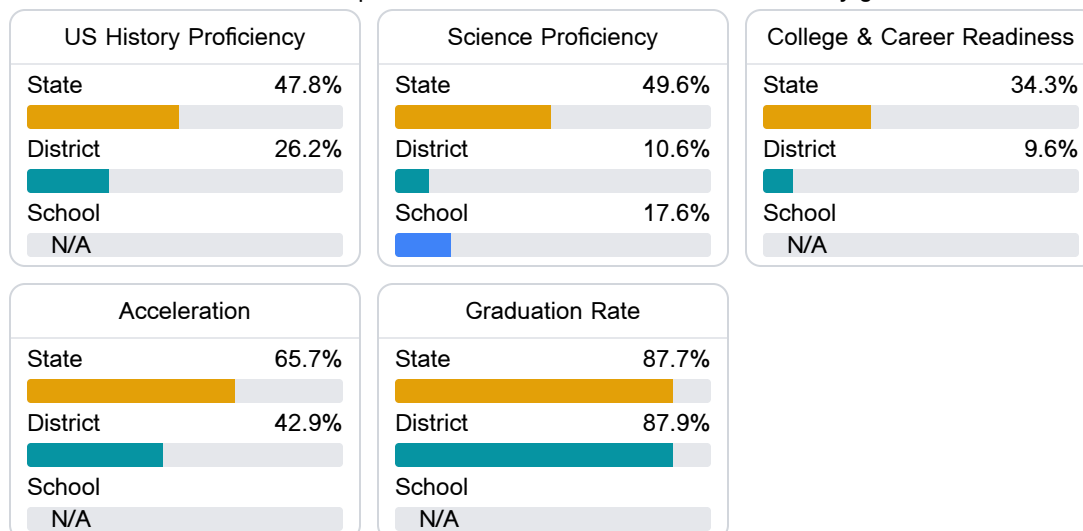 US History Proficiency
State 47.8%
District 26.2%
School
N/A
Science Proficiency
State 49.6%
District 10.6%
School 17.6%
College & Career Readiness
State 34.3%
District 9.6%
School
N/A
Acceleration
State 65.7%
District 42.9%
School
N/A
Graduation Rate
State 87.7%
District 87.9%
School
N/A